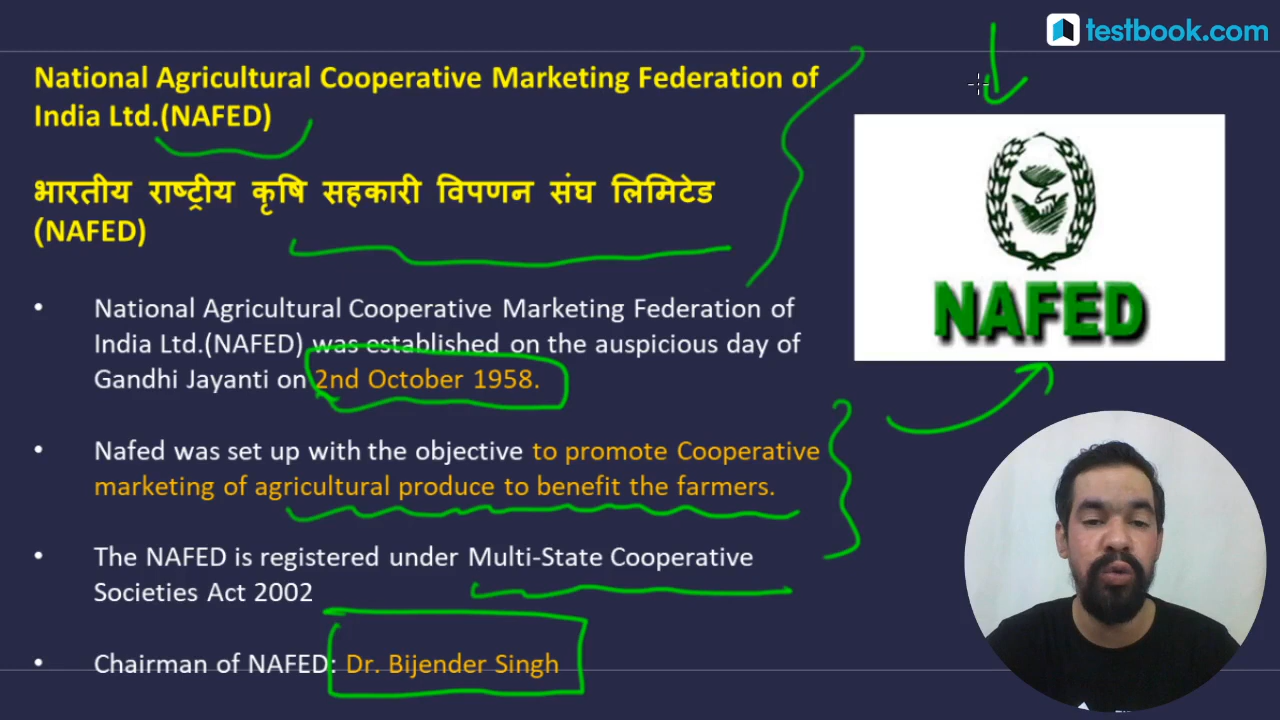 testbook.com
National Agricultural Cooperative Marketing Federation of
India Ltd.(NAFED)
भारतीय राष्ट्रीय कृषि सहकारी विपणन संघ लिमिटेड
(NAFED)
• National Agricultural Cooperative Marketing Federation of
India Ltd.(NAFED) was established on the auspicious day of
Gandhi Jayanti on 2nd October 1958.
• Nafed was set up with the objective to promote Cooperative
marketing of agricultural produce to benefit the farmers.
• The NAFED is registered under Multi-State Cooperative
Societies Act 2002
• Chairman of NAFED: Dr. Bijender Singh
NAFED